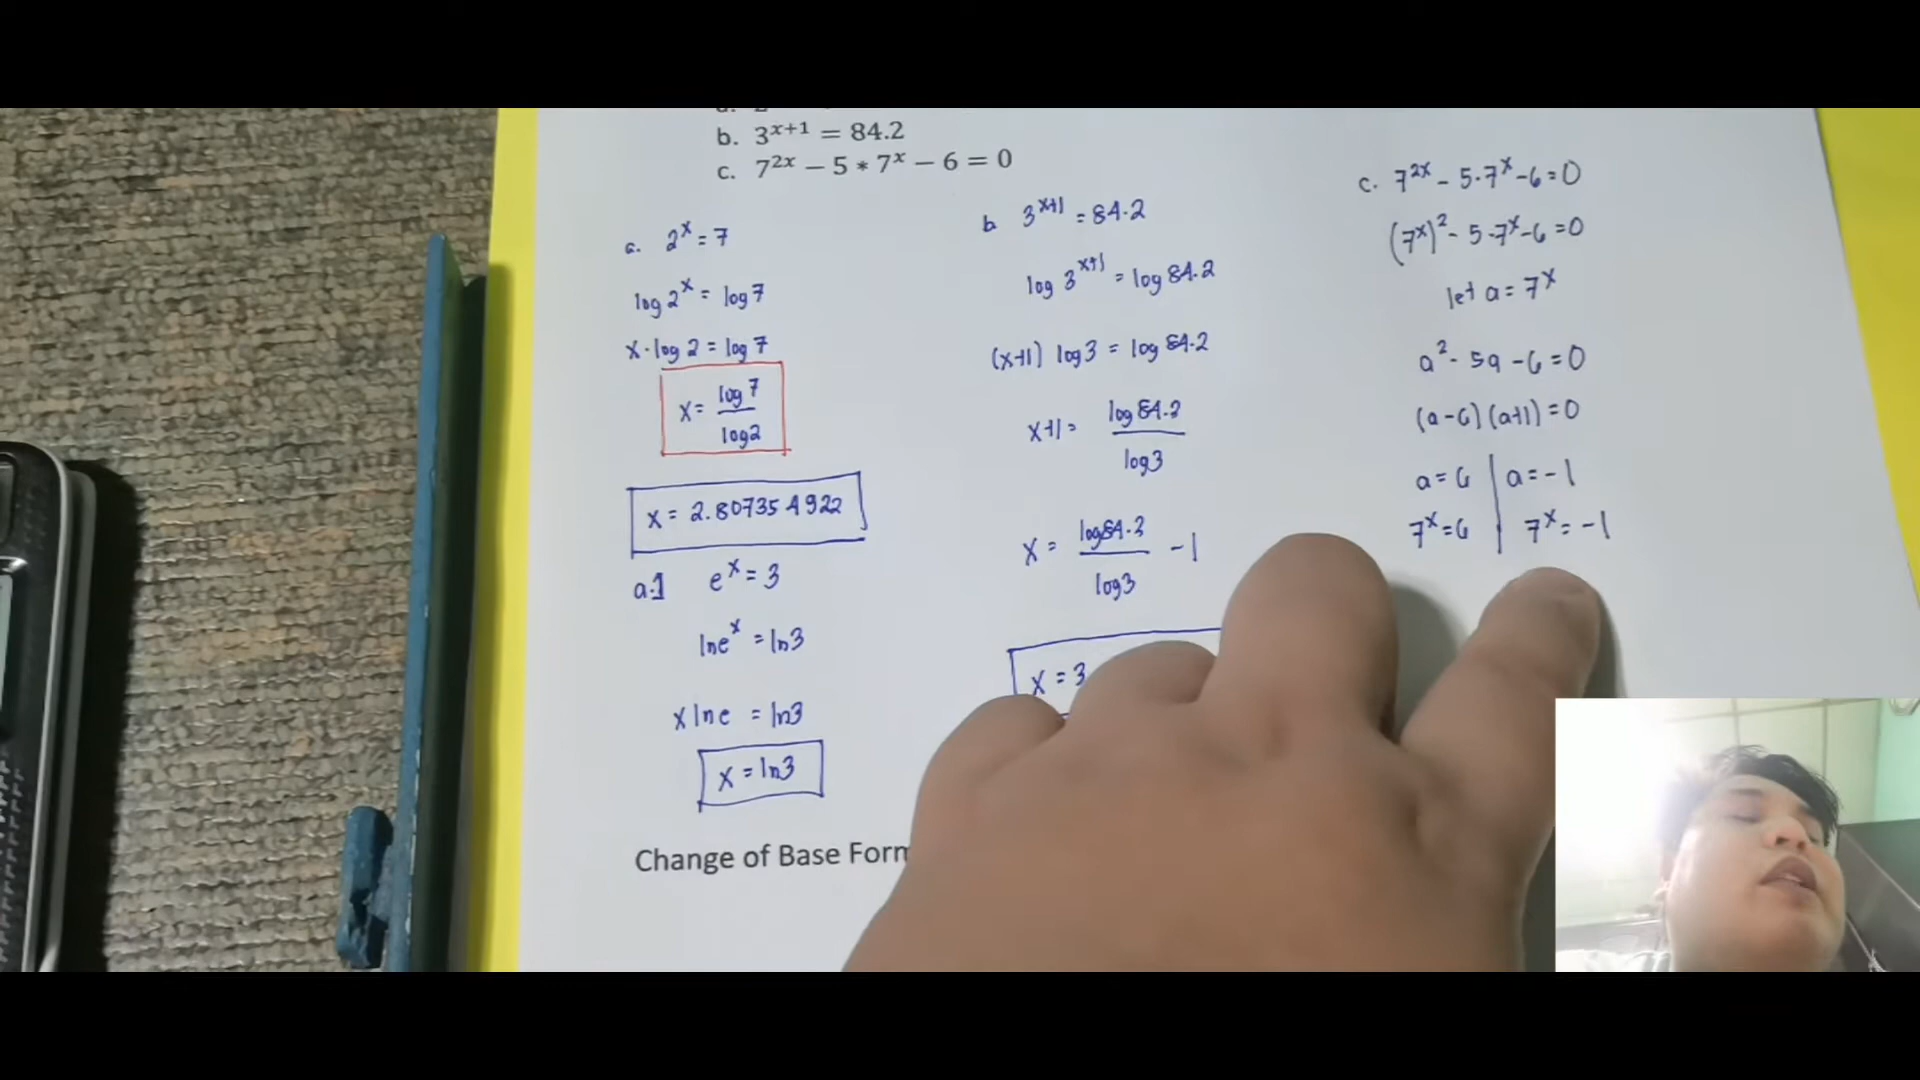 b. 3^{x+1} = 84.2
c. 7^{2x} − 5 ∗ 7^x − 6 = 0
a. 2^x = 7
log 2^x = log 7
x · log 2 = log 7
x = log 7 / log 2
x = 2.807354922
a.1 e^x = 3
ln e^x = ln 3
x ln e = ln 3
x = ln 3
b 3^{x+1} = 84.2
log 3^{x+1} = log 84.2
(x+1) log 3 = log 84.2
x+1 = log 84.2 / log 3
x = log 84.2 / log 3 - 1
x = 3
c. 7^{2x} - 5·7^x - 6 = 0
(7^x)^2 - 5·7^x - 6 = 0
let a = 7^x
a^2 - 5a - 6 = 0
(a-6)(a+1) = 0
a = 6 | a = -1
7^x = 6 | 7^x = -1
Change of Base Form